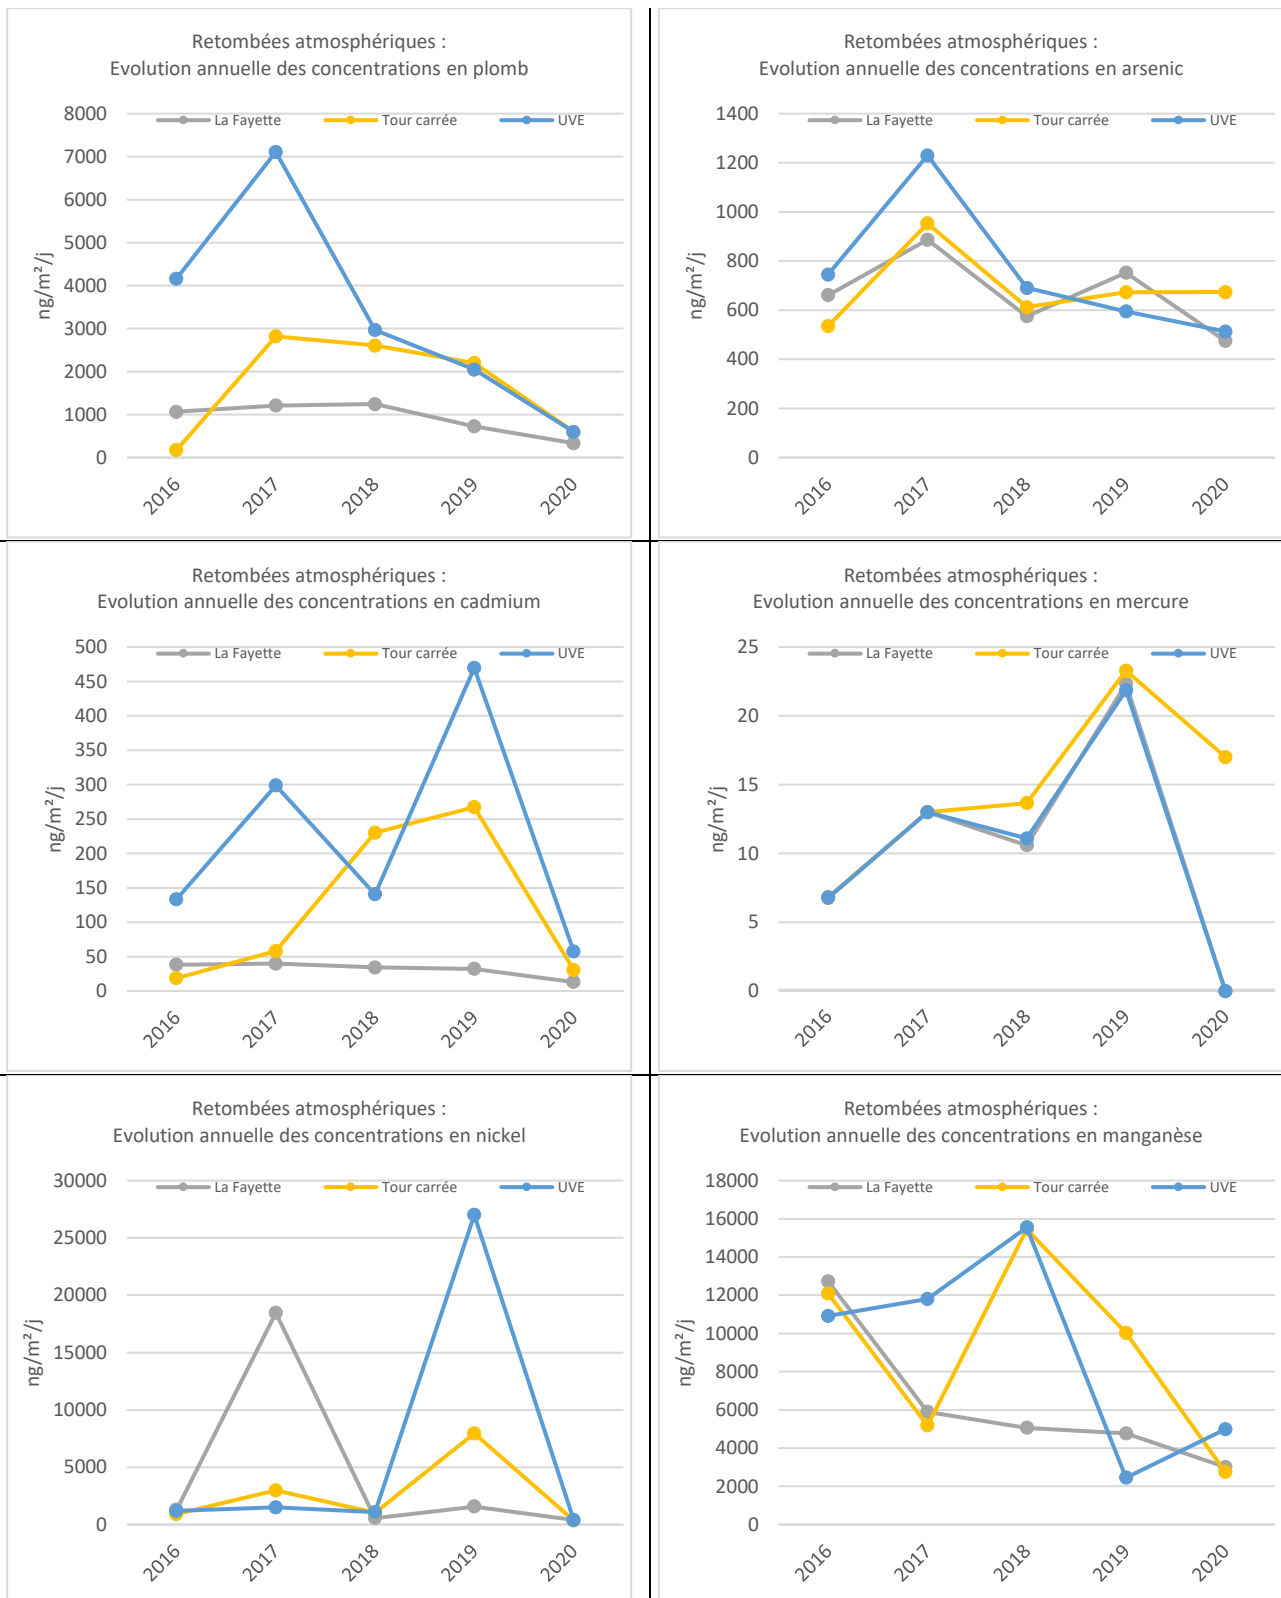 Retombées atmosphériques :
Evolution annuelle des concentrations en plomb
La Fayette Tour carrée UVE
8000
7000
6000
5000
4000
3000
2000
1000
0
ng/m²/j
2016 2017 2018 2019 2020
Retombées atmosphériques :
Evolution annuelle des concentrations en arsenic
La Fayette Tour carrée UVE
1400
1200
1000
800
600
400
200
0
ng/m²/j
2016 2017 2018 2019 2020
Retombées atmosphériques :
Evolution annuelle des concentrations en cadmium
La Fayette Tour carrée UVE
500
450
400
350
300
250
200
150
100
50
0
ng/m²/j
2016 2017 2018 2019 2020
Retombées atmosphériques :
Evolution annuelle des concentrations en mercure
La Fayette Tour carrée UVE
25
20
15
10
5
0
ng/m²/j
2016 2017 2018 2019 2020
Retombées atmosphériques :
Evolution annuelle des concentrations en nickel
La Fayette Tour carrée UVE
30000
25000
20000
15000
10000
5000
0
ng/m²/j
2016 2017 2018 2019 2020
Retombées atmosphériques :
Evolution annuelle des concentrations en manganèse
La Fayette Tour carrée UVE
18000
16000
14000
12000
10000
8000
6000
4000
2000
0
ng/m²/j
2016 2017 2018 2019 2020